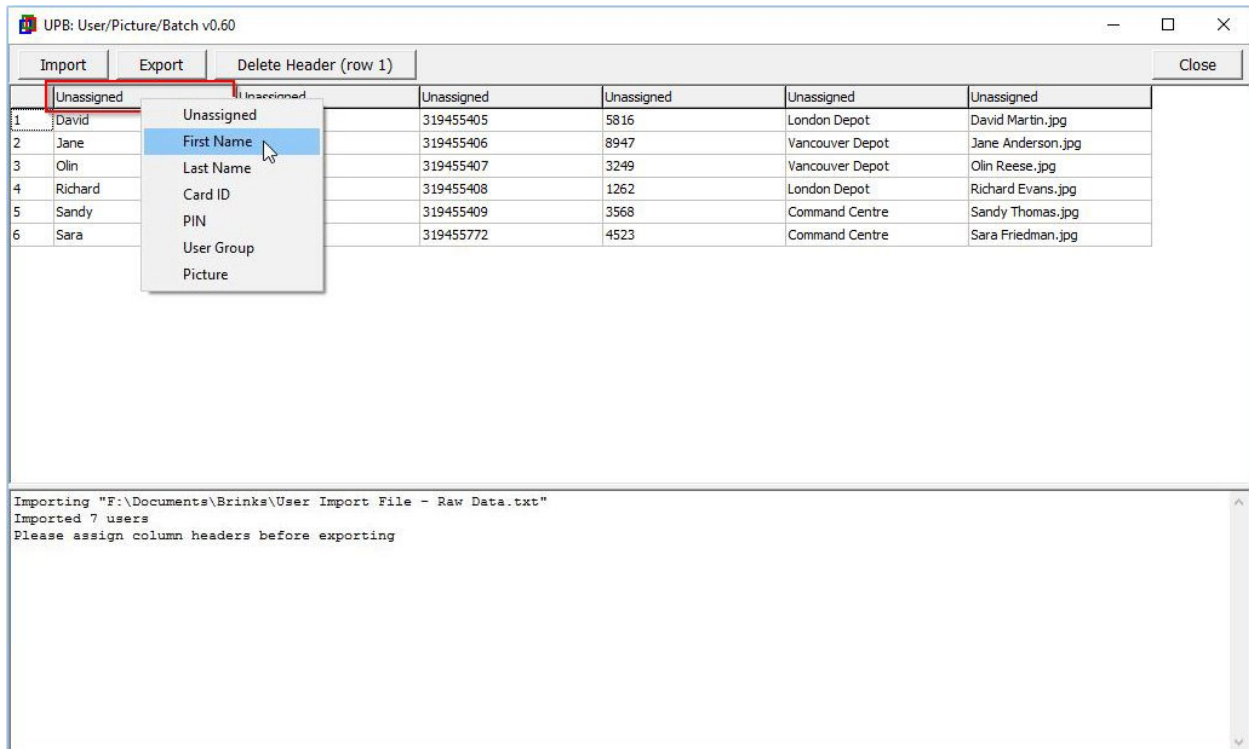 UPB: User/Picture/Batch v0.60
Import Export Delete Header (row 1) Close
Unassigned Unassigned Unassigned Unassigned Unassigned Unassigned
1 David 319455405 5816 London Depot David Martin.jpg
2 Jane 319455406 8947 Vancouver Depot Jane Anderson.jpg
3 Olin 319455407 3249 Vancouver Depot Olin Reese.jpg
4 Richard 319455408 1262 London Depot Richard Evans.jpg
5 Sandy 319455409 3568 Command Centre Sandy Thomas.jpg
6 Sara 319455772 4523 Command Centre Sara Friedman.jpg
Unassigned
First Name
Last Name
Card ID
PIN
User Group
Picture
Importing "F:\Documents\Brinks\User Import File - Raw Data.txt"
Imported 7 users
Please assign column headers before exporting